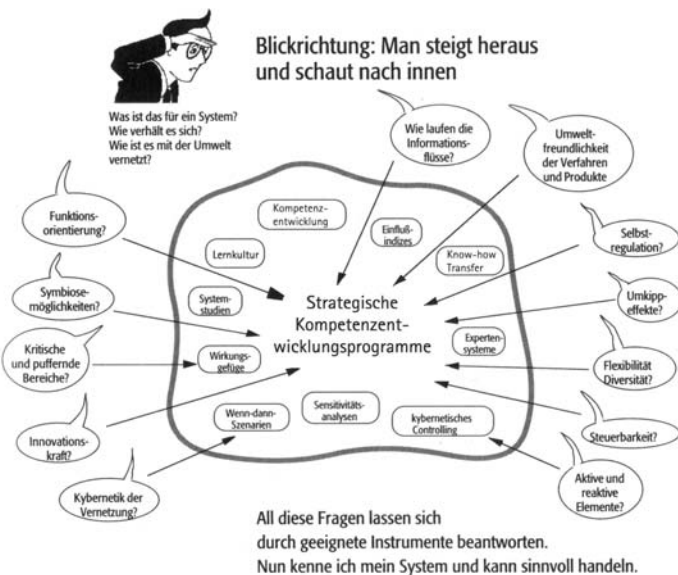 Blickrichtung: Man steigt heraus
und schaut nach innen
Was ist das für ein System?
Wie verhält es sich?
Wie ist es mit der Umwelt
vernetzt?
Wie laufen die
Informations-
flüsse?
Umwelt-
freundlichkeit
der Verfahren
und Produkte
Funktions-
orientierung?
Kompetenz-
entwicklung
Einfluß-
indizes
Selbst-
regulation?
Lernkultur
Know-how
Transfer
Symbiose-
möglichkeiten?
System-
studien
Strategische
Kompetenzent-
wicklungsprogramme
Umkipp-
effekte?
Kritische
und puffernde
Bereiche?
Wirkungs-
gefüge
Experten-
systeme
Flexibilität
Diversität?
Innovations-
kraft?
Wenn-dann-
Szenarien
Sensitivitäts-
analysen
kybernetisches
Controlling
Steuerbarkeit?
Kybernetik der
Vernetzung?
Aktive und
reaktive
Elemente?
All diese Fragen lassen sich
durch geeignete Instrumente beantworten.
Nun kenne ich mein System und kann sinnvoll handeln.